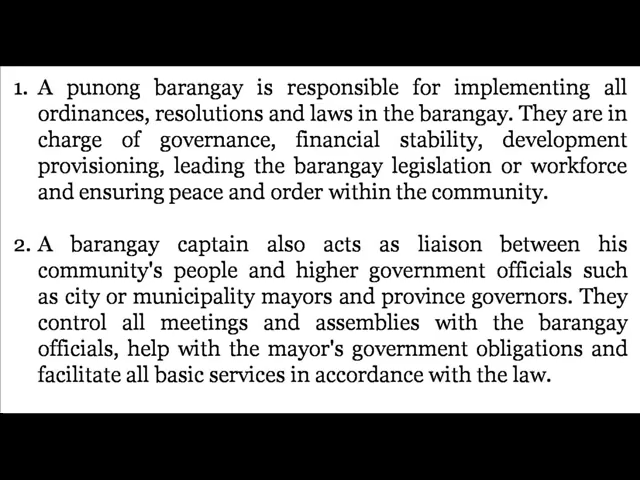 1. A punong barangay is responsible for implementing all
ordinances, resolutions and laws in the barangay. They are in
charge of governance, financial stability, development
provisioning, leading the barangay legislation or workforce
and ensuring peace and order within the community.
2. A barangay captain also acts as liaison between his
community's people and higher government officials such
as city or municipality mayors and province governors. They
control all meetings and assemblies with the barangay
officials, help with the mayor's government obligations and
facilitate all basic services in accordance with the law.